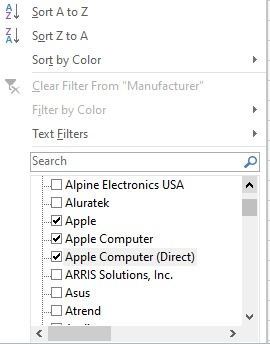 Sort A to Z
Sort Z to A
Sort by Color
Clear Filter From "Manufacturer"
Filter by Color
Text Filters
Search
Alpine Electronics USA
Aluratek
Apple
Apple Computer
Apple Computer (Direct)
ARRIS Solutions, Inc.
Asus
Atrend